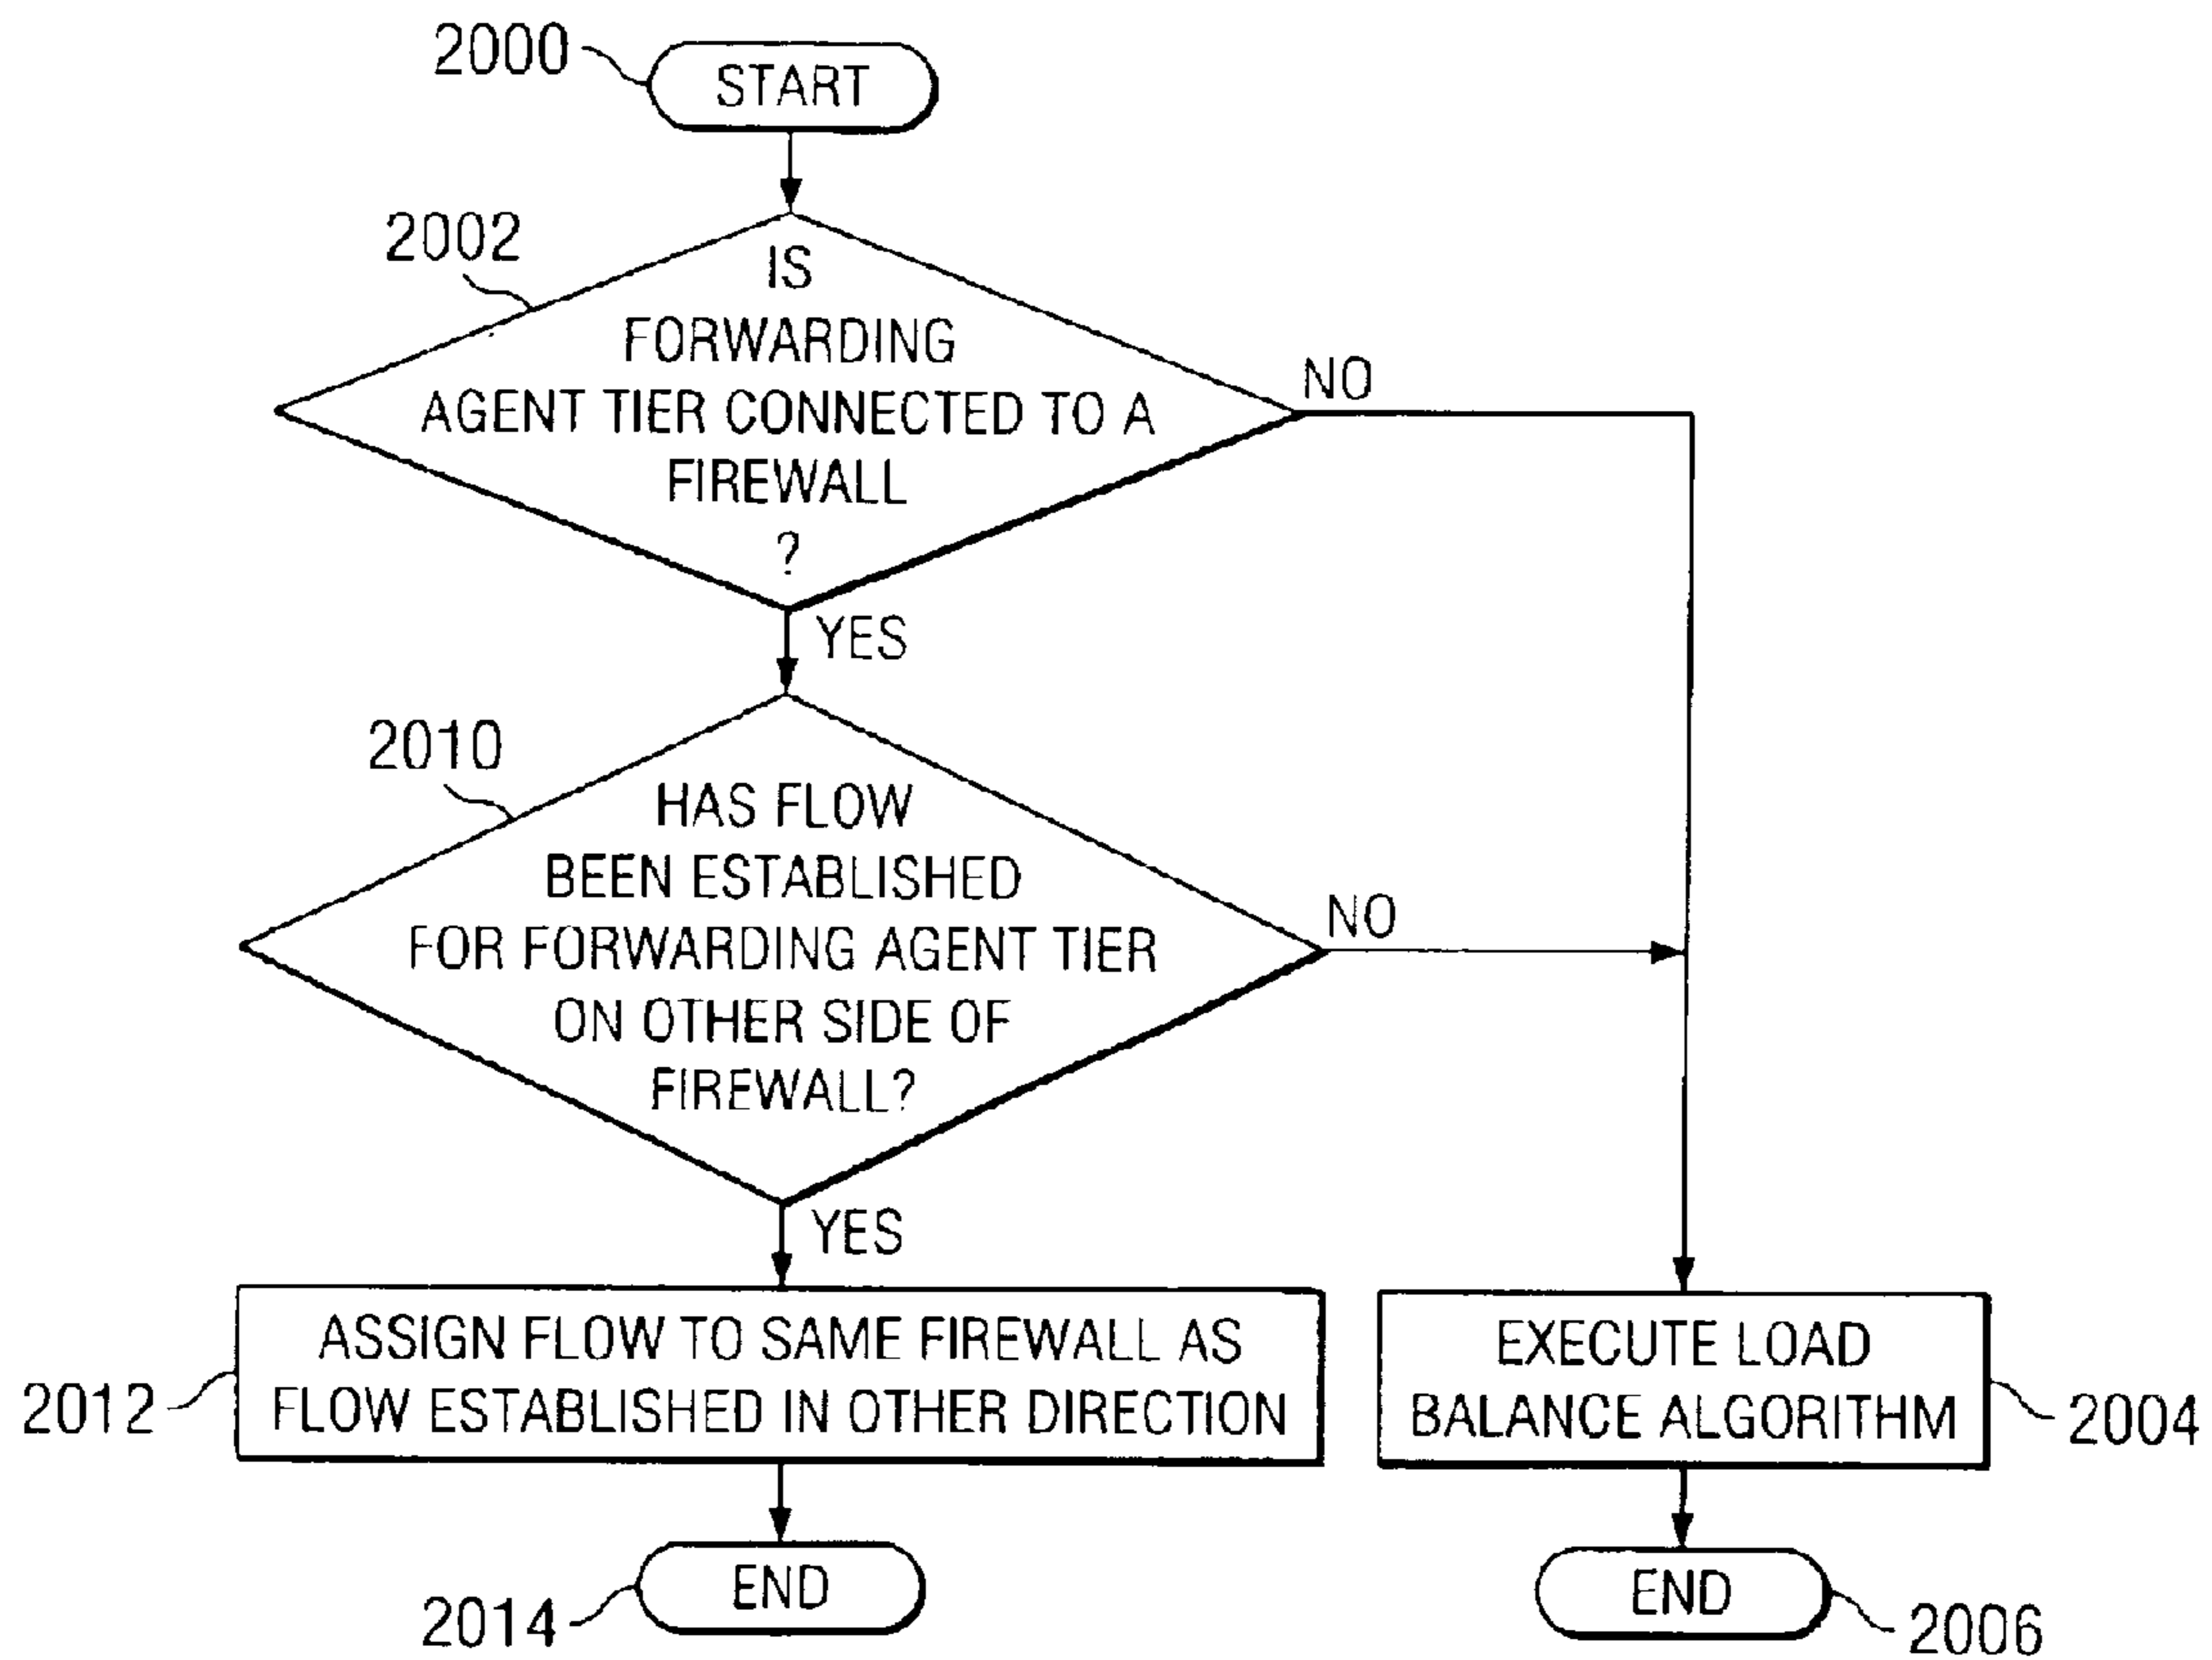 2000
START
2002
IS
FORWARDING
AGENT TIER CONNECTED TO A
FIREWALL
?
NO
YES
2010
HAS FLOW
BEEN ESTABLISHED
FOR FORWARDING AGENT TIER
ON OTHER SIDE OF
FIREWALL?
NO
YES
ASSIGN FLOW TO SAME FIREWALL AS
FLOW ESTABLISHED IN OTHER DIRECTION
2012
EXECUTE LOAD
BALANCE ALGORITHM
2004
END
2014
END
2006